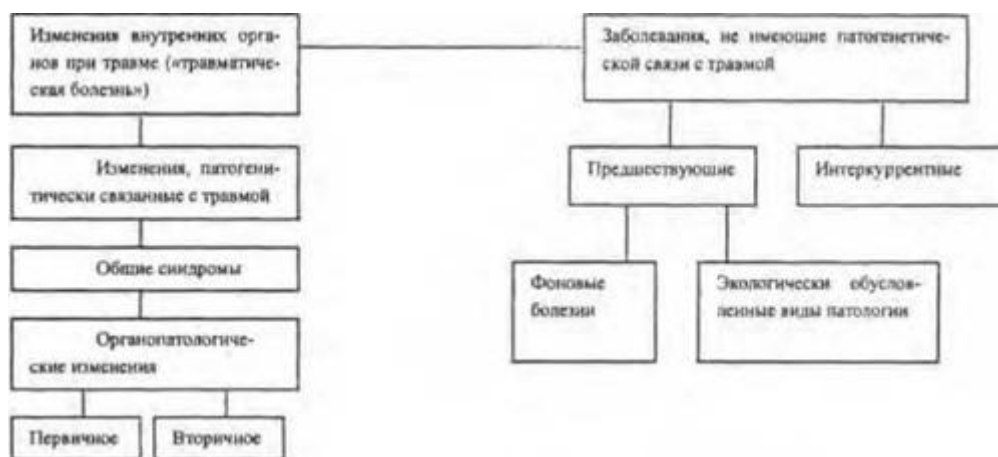 Изменения внутренних орга-
нов при травме («травматиче-
ская болезнь»)
Заболевания, не имеющие патогенетиче-
ской связи с травмой
Изменения, патогени-
тически связанные с травмой
Предшествующие
Интеркуррентные
Общие синдромы
Фоновые
болезни
Экологически обуслов-
ленные виды патологии
Органопатологиче-
ские изменения
Первичное
Вторичное